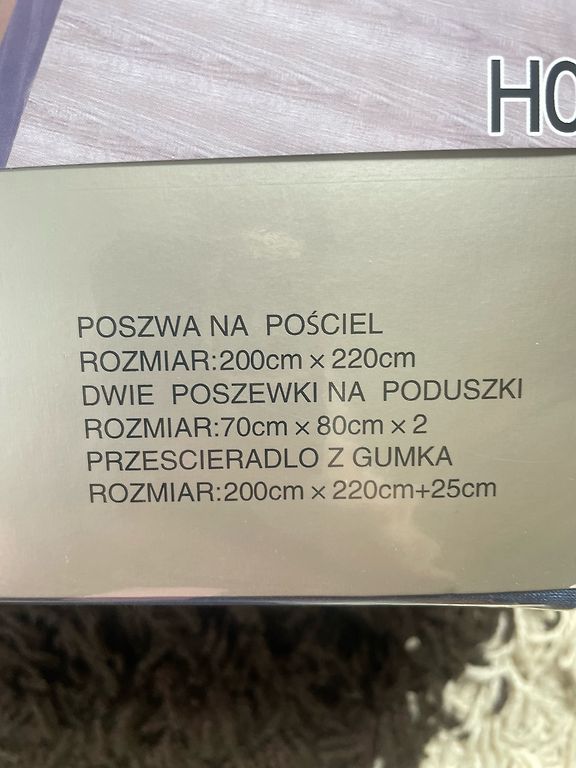 HO
POSZWA NA POŚCIEL
ROZMIAR:200cm × 220cm
DWIE POSZEWKI NA PODUSZKI
ROZMIAR:70cm × 80cm × 2
PRZESCIERADLO Z GUMKA
ROZMIAR:200cm × 220cm+25cm